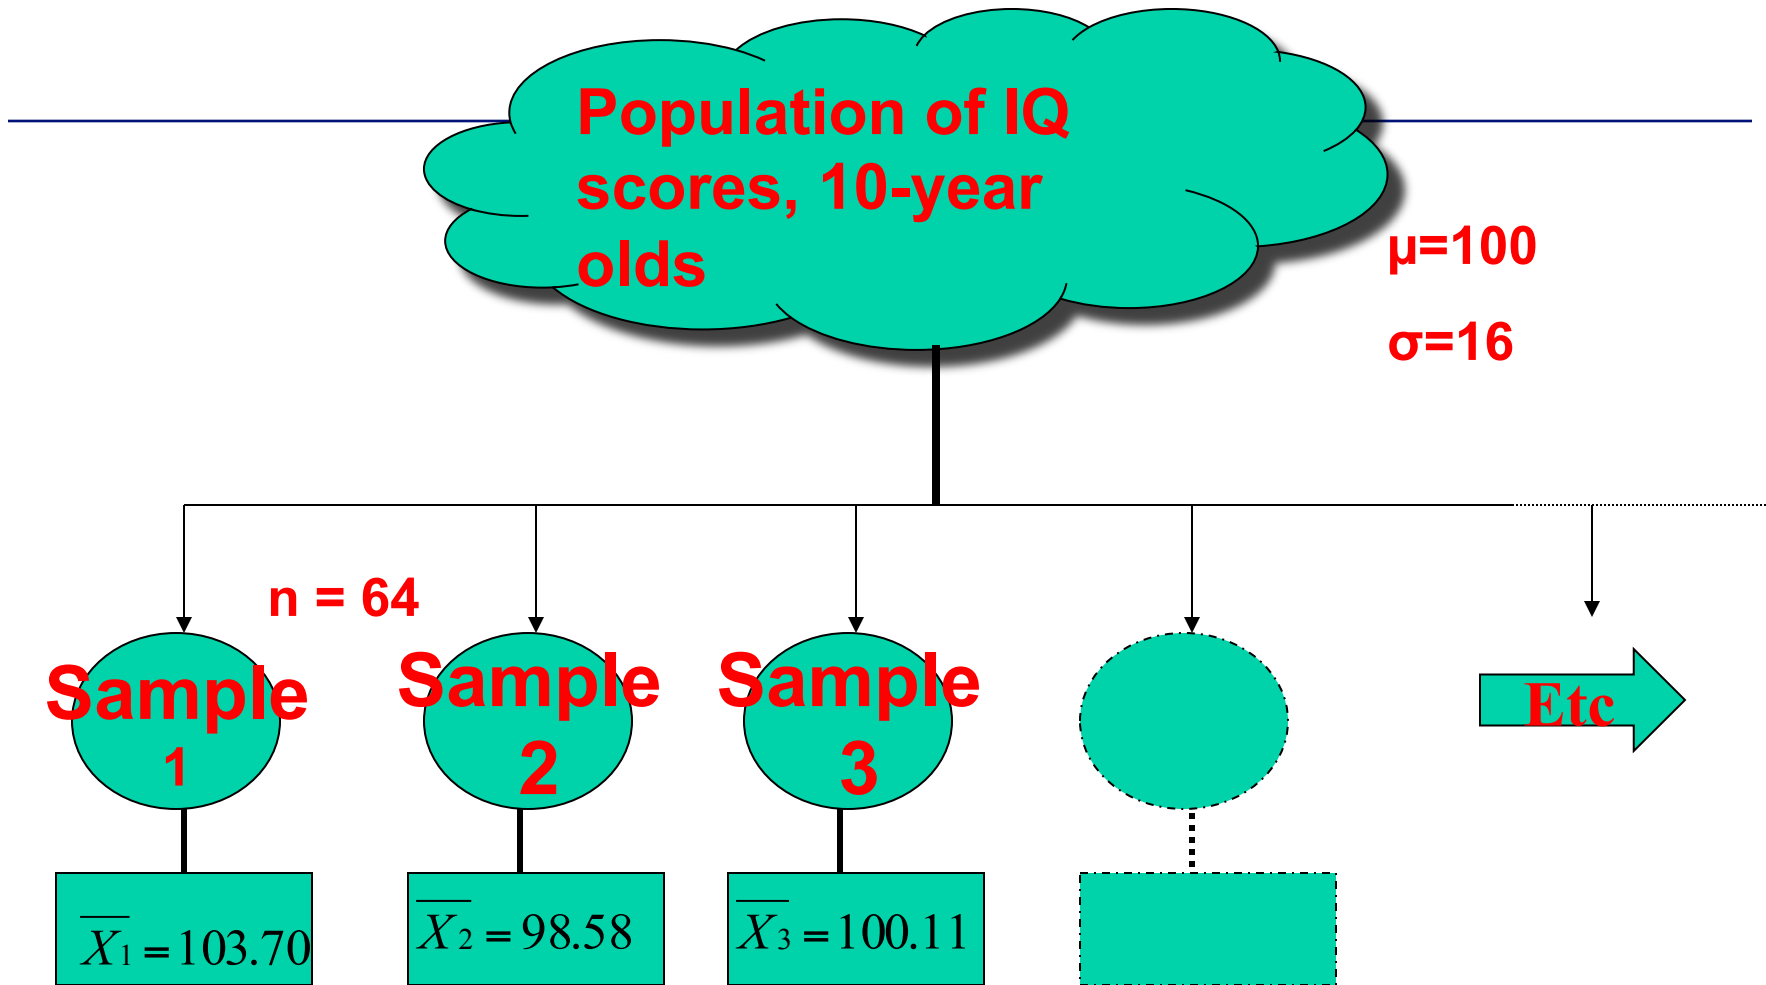 Population of IQ
scores, 10-year
olds
μ=100
σ=16
n = 64
Sample
1
Sample
2
Sample
3
Etc
X̅₁ = 103.70
X̅₂ = 98.58
X̅₃ = 100.11